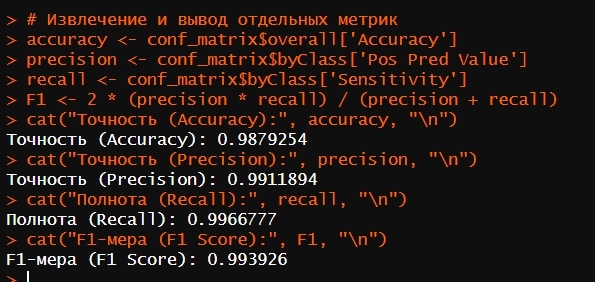 > # Извлечение и вывод отдельных метрик
> accuracy <- conf_matrix$overall['Accuracy']
> precision <- conf_matrix$byClass['Pos Pred Value']
> recall <- conf_matrix$byClass['Sensitivity']
> F1 <- 2 * (precision * recall) / (precision + recall)
> cat("Точность (Accuracy):", accuracy, "\n")
Точность (Accuracy): 0.9879254
> cat("Точность (Precision):", precision, "\n")
Точность (Precision): 0.9911894
> cat("Полнота (Recall):", recall, "\n")
Полнота (Recall): 0.9966777
> cat("F1-мера (F1 Score):", F1, "\n")
F1-мера (F1 Score): 0.993926
>